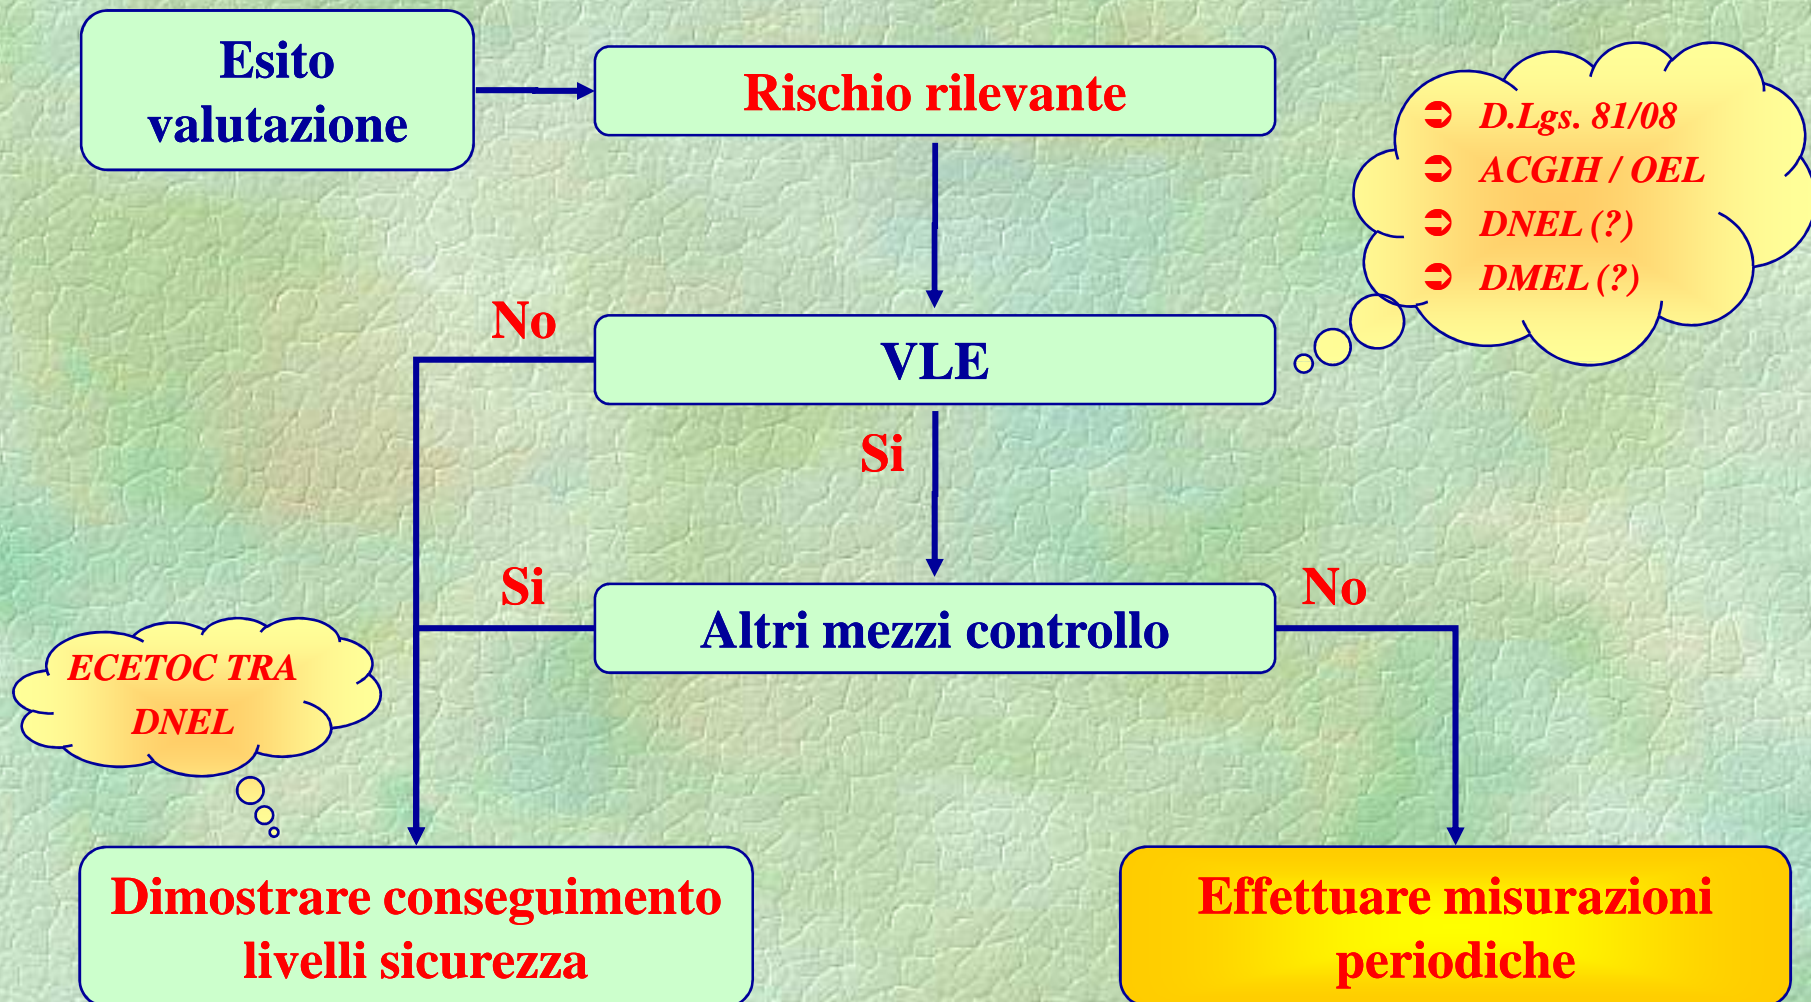 Esito
valutazione
Rischio rilevante
➲ D.Lgs. 81/08
➲ ACGIH / OEL
➲ DNEL (?)
➲ DMEL (?)
No
VLE
Si
Si
Altri mezzi controllo
No
ECETOC TRA
DNEL
Dimostrare conseguimento
livelli sicurezza
Effettuare misurazioni
periodiche